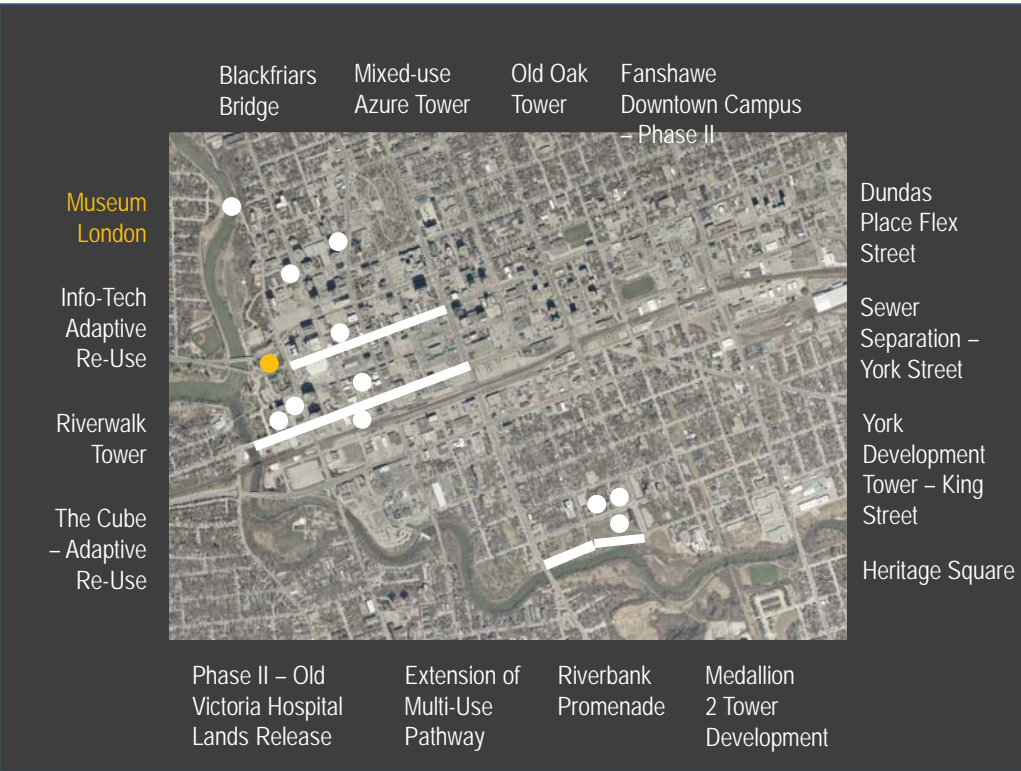 Blackfriars
Bridge
Mixed-use
Azure Tower
Old Oak
Tower
Fanshawe
Downtown Campus
– Phase II
Museum
London
Info-Tech
Adaptive
Re-Use
Riverwalk
Tower
The Cube
– Adaptive
Re-Use
Dundas
Place Flex
Street
Sewer
Separation –
York Street
York
Development
Tower – King
Street
Heritage Square
Phase II – Old
Victoria Hospital
Lands Release
Extension of
Multi-Use
Pathway
Riverbank
Promenade
Medallion
2 Tower
Development